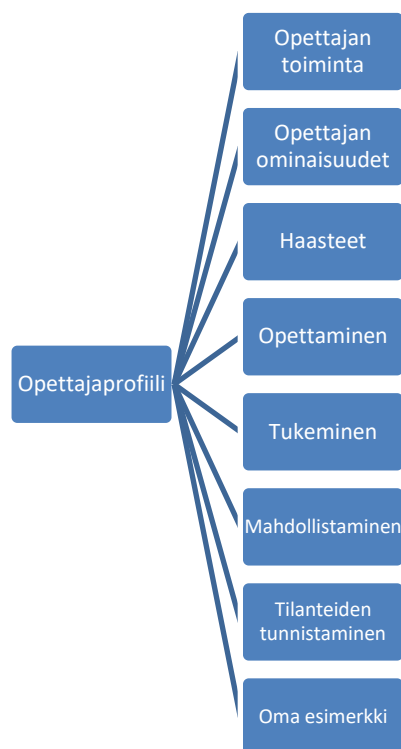 Opettajan
toiminta
Opettajan
ominaisuudet
Haasteet
Opettaminen
Opettajaprofiili
Tukeminen
Mahdollistaminen
Tilanteiden
tunnistaminen
Oma esimerkki